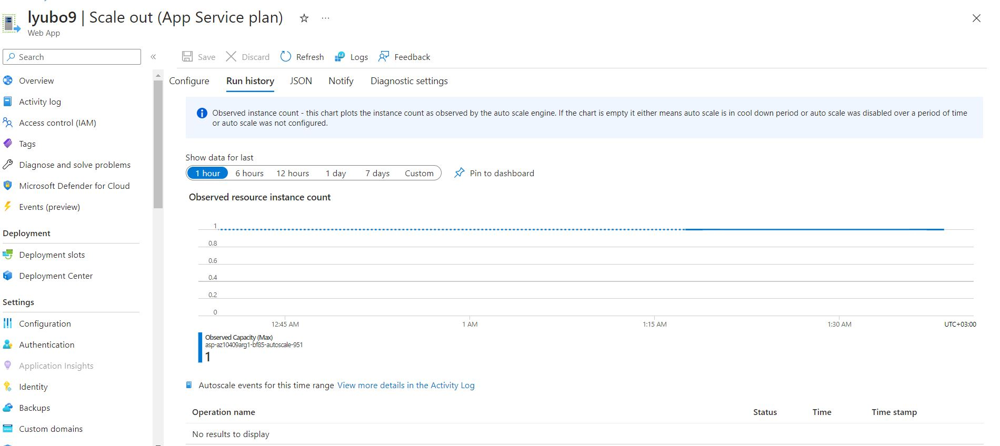 lyubo9 | Scale out (App Service plan)
Web App
Search
Save
Discard
Refresh
Logs
Feedback
Overview
Activity log
Access control (IAM)
Tags
Diagnose and solve problems
Microsoft Defender for Cloud
Events (preview)
Deployment
Deployment slots
Deployment Center
Settings
Configuration
Authentication
Application Insights
Identity
Backups
Custom domains
Configure
Run history
JSON
Notify
Diagnostic settings
Observed instance count - this chart plots the instance count as observed by the auto scale engine. If the chart is empty it either means auto scale is in cool down period or auto scale was disabled over a period of time
or auto scale was not configured.
Show data for last
1 hour
6 hours
12 hours
1 day
7 days
Custom
Pin to dashboard
Observed resource instance count
1
0.8
0.6
0.4
0.2
0
12:45 AM
1 AM
1:15 AM
1:30 AM
UTC+03:00
Observed Capacity (Max)
asp-az10409arg1-bf85-autoscale-951
1
Autoscale events for this time range View more details in the Activity Log
Operation name
Status
Time
Time stamp
No results to display